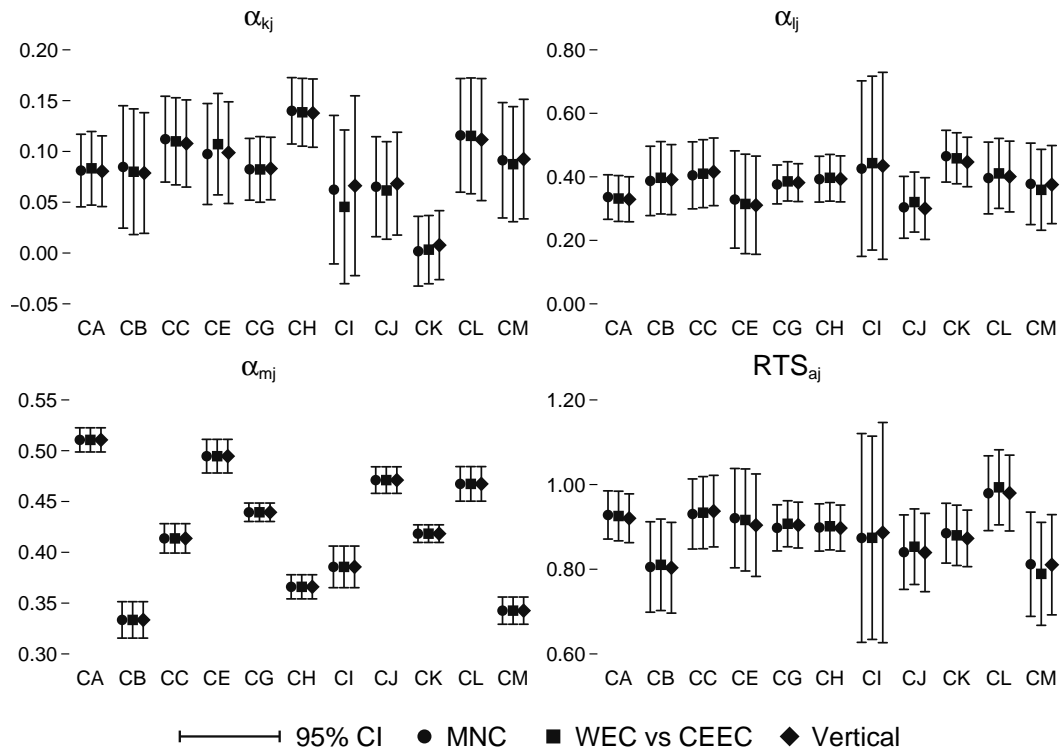 α_kj
0.20
0.15
0.10
0.05
0.00
−0.05
CA CB CC CE CG CH CI CJ CK CL CM
α_lj
0.80
0.60
0.40
0.20
0.00
CA CB CC CE CG CH CI CJ CK CL CM
α_mj
0.55
0.50
0.45
0.40
0.35
0.30
CA CB CC CE CG CH CI CJ CK CL CM
RTS_aj
1.20
1.00
0.80
0.60
CA CB CC CE CG CH CI CJ CK CL CM
95% CI MNC WEC vs CEEC Vertical